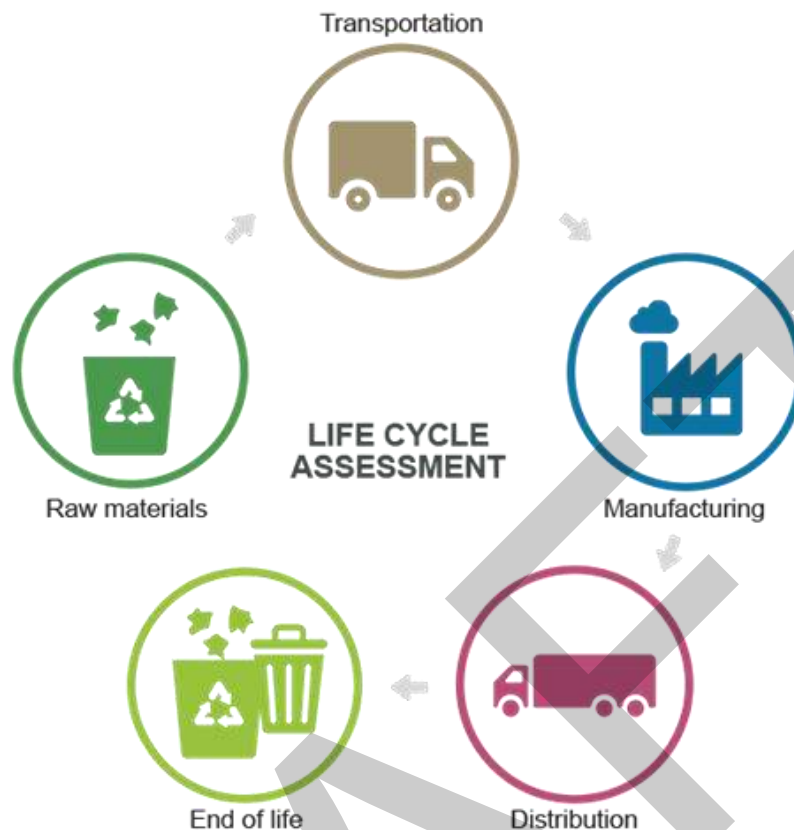 Transportation
LIFE CYCLE
ASSESSMENT
Raw materials
Manufacturing
End of life
Distribution